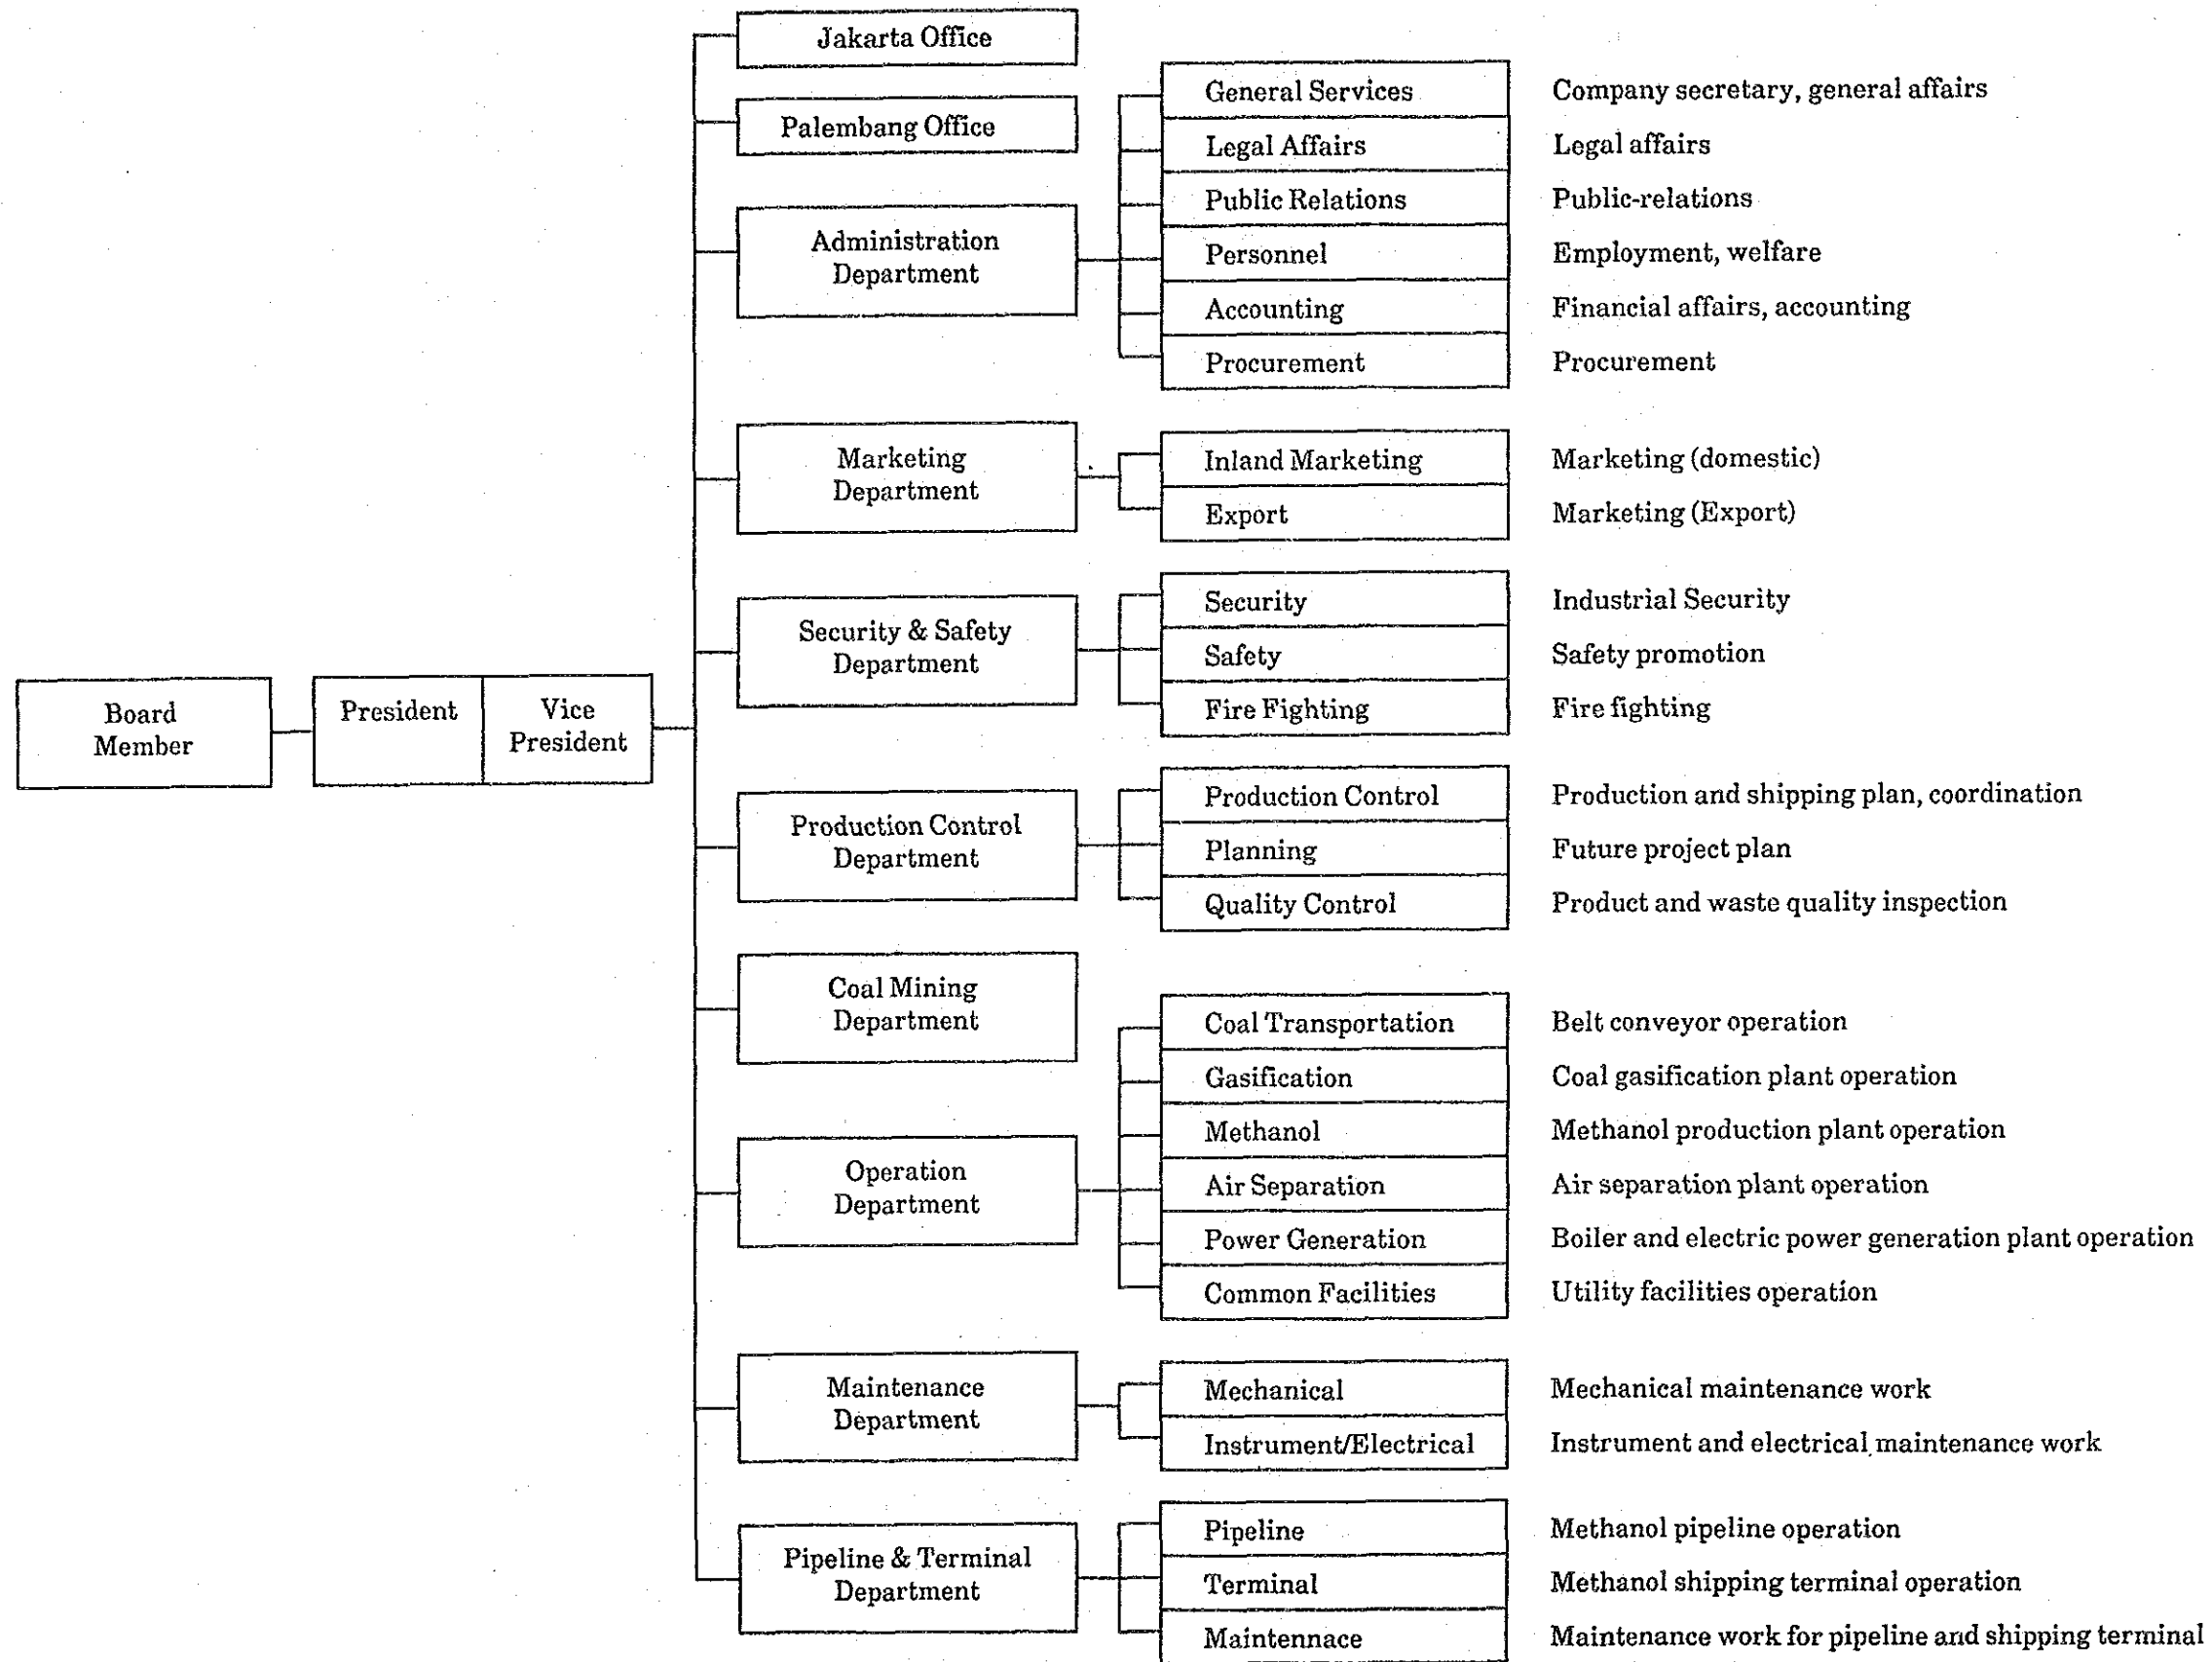 Jakarta Office
Palembang Office
Administration
Department
General Services
Company secretary, general affairs
Legal Affairs
Legal affairs
Public Relations
Public-relations
Personnel
Employment, welfare
Accounting
Financial affairs, accounting
Procurement
Procurement
Marketing
Department
Inland Marketing
Marketing (domestic)
Export
Marketing (Export)
Security & Safety
Department
Security
Industrial Security
Safety
Safety promotion
Fire Fighting
Fire fighting
Board
Member
President
Vice
President
Production Control
Department
Production Control
Production and shipping plan, coordination
Planning
Future project plan
Quality Control
Product and waste quality inspection
Coal Mining
Department
Operation
Department
Coal Transportation
Belt conveyor operation
Gasification
Coal gasification plant operation
Methanol
Methanol production plant operation
Air Separation
Air separation plant operation
Power Generation
Boiler and electric power generation plant operation
Common Facilities
Utility facilities operation
Maintenance
Department
Mechanical
Mechanical maintenance work
Instrument/Electrical
Instrument and electrical maintenance work
Pipeline & Terminal
Department
Pipeline
Methanol pipeline operation
Terminal
Methanol shipping terminal operation
Maintennace
Maintenance work for pipeline and shipping terminal